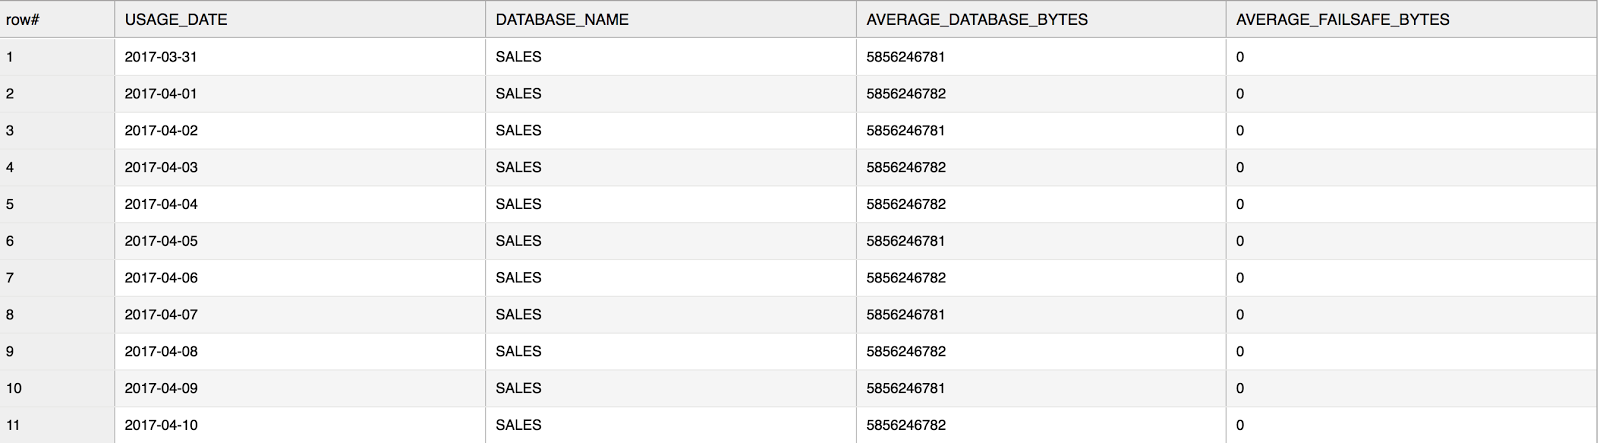 row# USAGE_DATE DATABASE_NAME AVERAGE_DATABASE_BYTES AVERAGE_FAILSAFE_BYTES
1 2017-03-31 SALES 5856246781 0
2 2017-04-01 SALES 5856246782 0
3 2017-04-02 SALES 5856246781 0
4 2017-04-03 SALES 5856246782 0
5 2017-04-04 SALES 5856246782 0
6 2017-04-05 SALES 5856246781 0
7 2017-04-06 SALES 5856246782 0
8 2017-04-07 SALES 5856246781 0
9 2017-04-08 SALES 5856246782 0
10 2017-04-09 SALES 5856246781 0
11 2017-04-10 SALES 5856246782 0